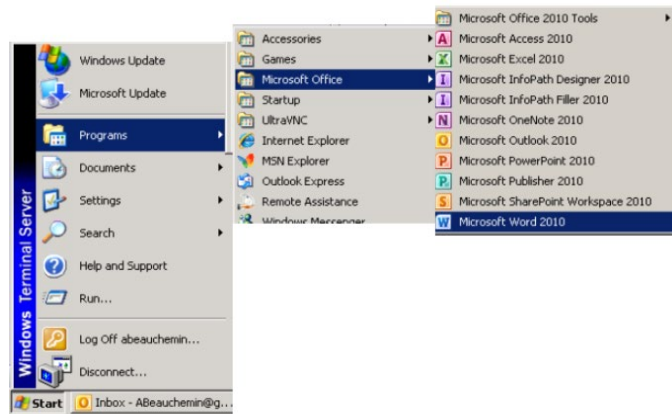 Windows Update
Microsoft Update
Programs
Documents
Settings
Search
Help and Support
Run...
Log Off abeauchemin...
Disconnect...
Windows Terminal Server
Start
Inbox - ABeauchemin@g...
Accessories
Games
Microsoft Office
Startup
UltraVNC
Internet Explorer
MSN Explorer
Outlook Express
Remote Assistance
Windows Messenger
Microsoft Office 2010 Tools
Microsoft Access 2010
Microsoft Excel 2010
Microsoft InfoPath Designer 2010
Microsoft InfoPath Filler 2010
Microsoft OneNote 2010
Microsoft Outlook 2010
Microsoft PowerPoint 2010
Microsoft Publisher 2010
Microsoft SharePoint Workspace 2010
Microsoft Word 2010